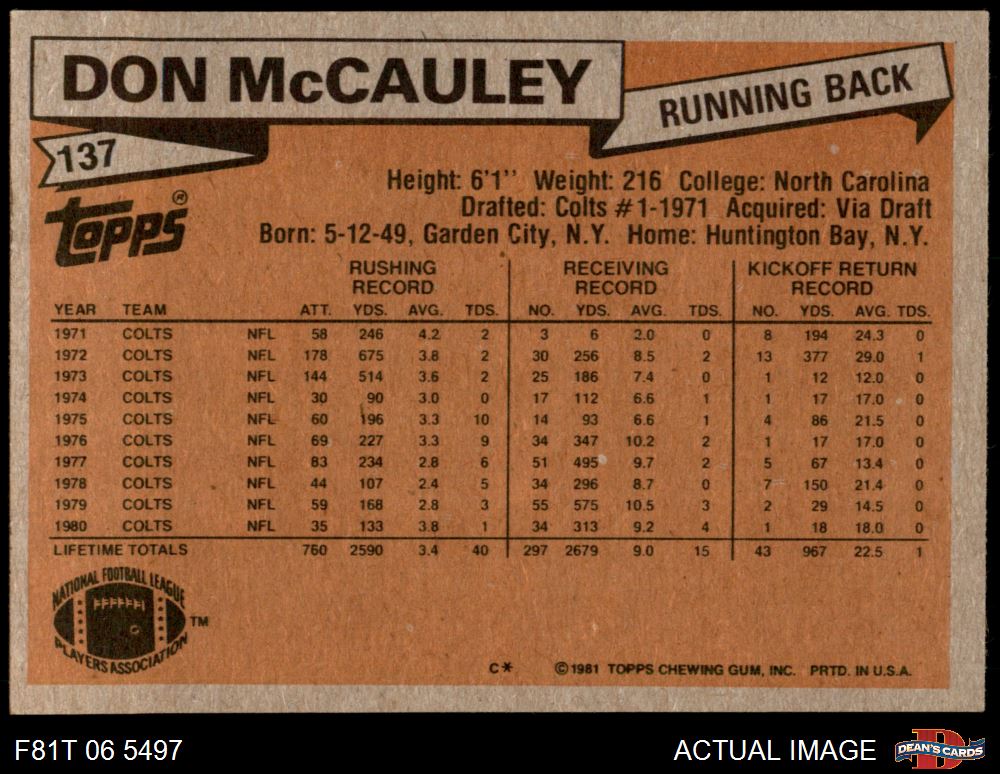 DON McCAULEY
RUNNING BACK
137
Topps®
Height: 6'1'' Weight: 216 College: North Carolina
Drafted: Colts #1-1971 Acquired: Via Draft
Born: 5-12-49, Garden City, N.Y. Home: Huntington Bay, N.Y.
RUSHING RECORD RECEIVING RECORD KICKOFF RETURN RECORD
YEAR TEAM ATT. YDS. AVG. TDS. NO. YDS. AVG. TDS. NO. YDS. AVG. TDS.
1971 COLTS NFL 58 246 4.2 2 3 6 2.0 0 8 194 24.3 0
1972 COLTS NFL 178 675 3.8 2 30 256 8.5 2 13 377 29.0 1
1973 COLTS NFL 144 514 3.6 2 25 186 7.4 0 1 12 12.0 0
1974 COLTS NFL 30 90 3.0 0 17 112 6.6 1 1 17 17.0 0
1975 COLTS NFL 60 196 3.3 10 14 93 6.6 1 4 86 21.5 0
1976 COLTS NFL 69 227 3.3 9 34 347 10.2 2 1 17 17.0 0
1977 COLTS NFL 83 234 2.8 6 51 495 9.7 2 5 67 13.4 0
1978 COLTS NFL 44 107 2.4 5 34 296 8.7 0 7 150 21.4 0
1979 COLTS NFL 59 168 2.8 3 55 575 10.5 3 2 29 14.5 0
1980 COLTS NFL 35 133 3.8 1 34 313 9.2 4 1 18 18.0 0
LIFETIME TOTALS 760 2590 3.4 40 297 2679 9.0 15 43 967 22.5 1
NATIONAL FOOTBALL LEAGUE
PLAYERS ASSOCIATION
TM
C* ©1981 TOPPS CHEWING GUM, INC. PRTD. IN U.S.A.
F81T 06 5497 ACTUAL IMAGE D DEAN'S CARDS